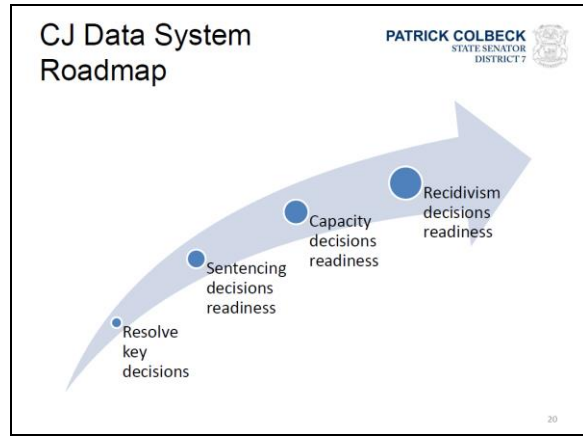 CJ Data System
Roadmap
PATRICK COLBECK
STATE SENATOR
DISTRICT 7
Recidivism
decisions
readiness
Capacity
decisions
readiness
Sentencing
decisions
readiness
Resolve
key
decisions
20